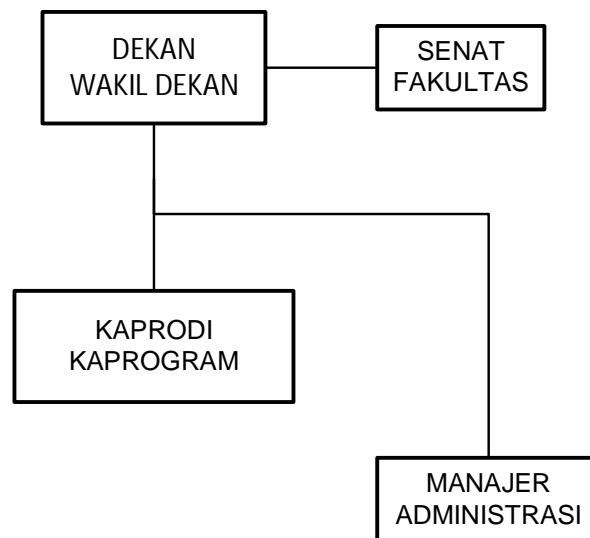 DEKAN
WAKIL DEKAN
SENAT
FAKULTAS
KAPRODI
KAPROGRAM
MANAJER
ADMINISTRASI